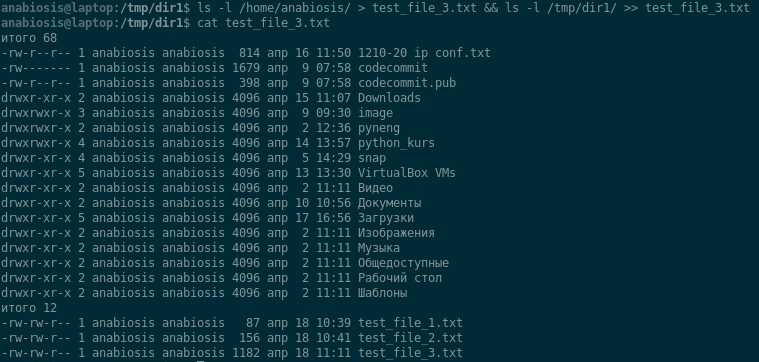 anabiosis@laptop:/tmp/dir1$ ls -l /home/anabiosis/ > test_file_3.txt && ls -l /tmp/dir1/ >> test_file_3.txt
anabiosis@laptop:/tmp/dir1$ cat test_file_3.txt
итого 68
-rw-r--r-- 1 anabiosis anabiosis  814 апр 16 11:50 1210-20 ip conf.txt
-rw------- 1 anabiosis anabiosis 1679 апр  9 07:58 codecommit
-rw-r--r-- 1 anabiosis anabiosis  398 апр  9 07:58 codecommit.pub
drwxr-xr-x 2 anabiosis anabiosis 4096 апр 15 11:07 Downloads
drwxrwxr-x 3 anabiosis anabiosis 4096 апр  9 09:30 image
drwxrwxr-x 2 anabiosis anabiosis 4096 апр  2 12:36 pyneng
drwxrwxr-x 4 anabiosis anabiosis 4096 апр 14 13:57 python_kurs
drwxr-xr-x 4 anabiosis anabiosis 4096 апр  5 14:29 snap
drwxrwxr-x 5 anabiosis anabiosis 4096 апр 13 13:30 VirtualBox VMs
drwxr-xr-x 2 anabiosis anabiosis 4096 апр  2 11:11 Видео
drwxr-xr-x 2 anabiosis anabiosis 4096 апр 10 10:56 Документы
drwxr-xr-x 5 anabiosis anabiosis 4096 апр 17 16:56 Загрузки
drwxr-xr-x 2 anabiosis anabiosis 4096 апр  2 11:11 Изображения
drwxr-xr-x 2 anabiosis anabiosis 4096 апр  2 11:11 Музыка
drwxr-xr-x 2 anabiosis anabiosis 4096 апр  2 11:11 Общедоступные
drwxr-xr-x 2 anabiosis anabiosis 4096 апр  2 11:11 Рабочий стол
drwxr-xr-x 2 anabiosis anabiosis 4096 апр  2 11:11 Шаблоны
итого 12
-rw-rw-r-- 1 anabiosis anabiosis   87 апр 18 10:39 test_file_1.txt
-rw-rw-r-- 1 anabiosis anabiosis  156 апр 18 10:41 test_file_2.txt
-rw-rw-r-- 1 anabiosis anabiosis 1182 апр 18 11:11 test_file_3.txt